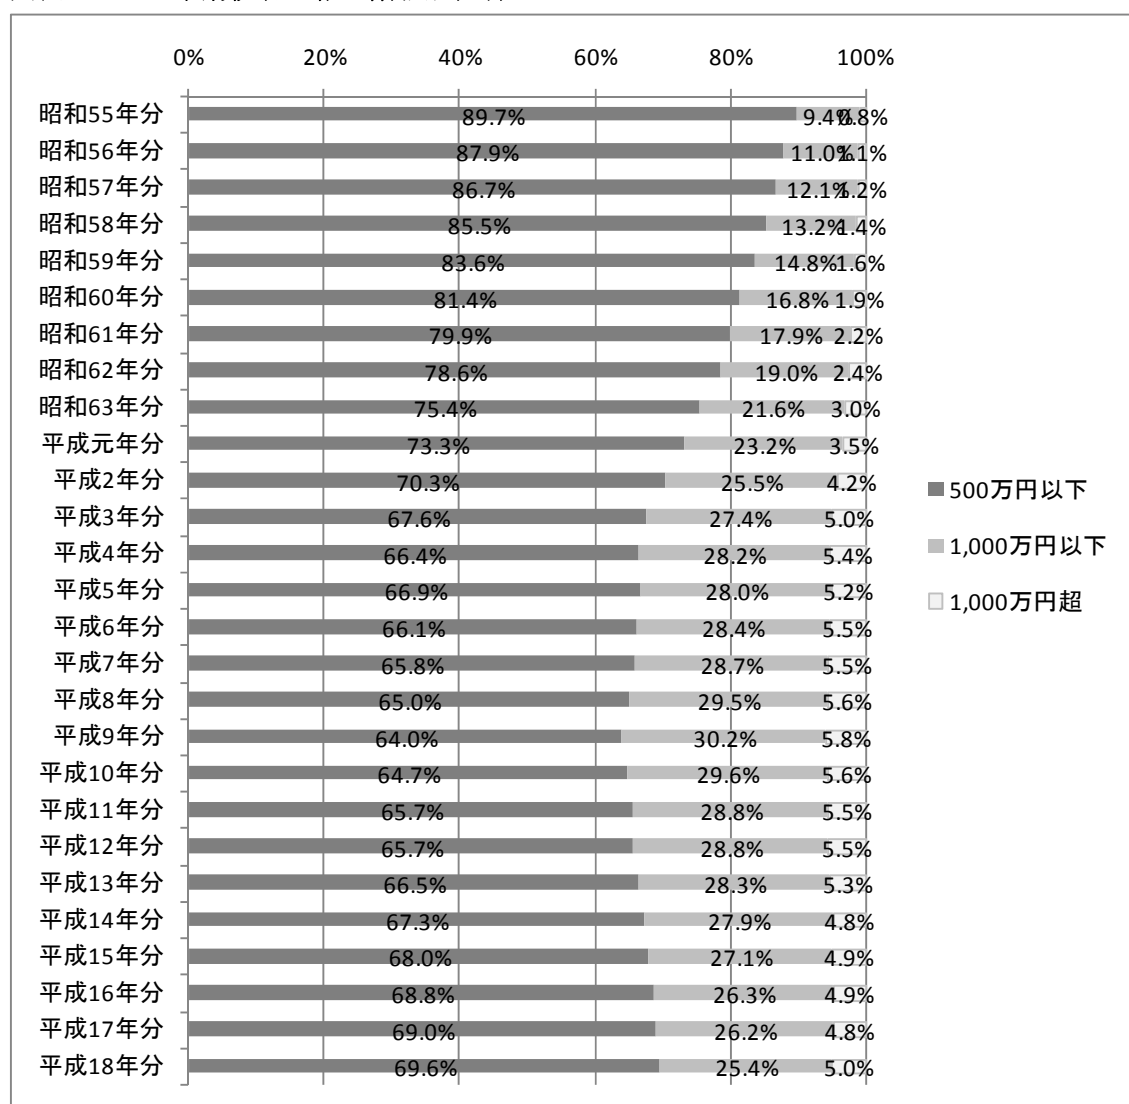 0% 20% 40% 60% 80% 100%
昭和55年分 89.7% 9.4% 0.8%
昭和56年分 87.9% 11.0% 1.1%
昭和57年分 86.7% 12.1% 1.2%
昭和58年分 85.5% 13.2% 1.4%
昭和59年分 83.6% 14.8% 1.6%
昭和60年分 81.4% 16.8% 1.9%
昭和61年分 79.9% 17.9% 2.2%
昭和62年分 78.6% 19.0% 2.4%
昭和63年分 75.4% 21.6% 3.0%
平成元年分 73.3% 23.2% 3.5%
平成2年分 70.3% 25.5% 4.2%
平成3年分 67.6% 27.4% 5.0%
平成4年分 66.4% 28.2% 5.4%
平成5年分 66.9% 28.0% 5.2%
平成6年分 66.1% 28.4% 5.5%
平成7年分 65.8% 28.7% 5.5%
平成8年分 65.0% 29.5% 5.6%
平成9年分 64.0% 30.2% 5.8%
平成10年分 64.7% 29.6% 5.6%
平成11年分 65.7% 28.8% 5.5%
平成12年分 65.7% 28.8% 5.5%
平成13年分 66.5% 28.3% 5.3%
平成14年分 67.3% 27.9% 4.8%
平成15年分 68.0% 27.1% 4.9%
平成16年分 68.8% 26.3% 4.9%
平成17年分 69.0% 26.2% 4.8%
平成18年分 69.6% 25.4% 5.0%
500万円以下
1,000万円以下
1,000万円超